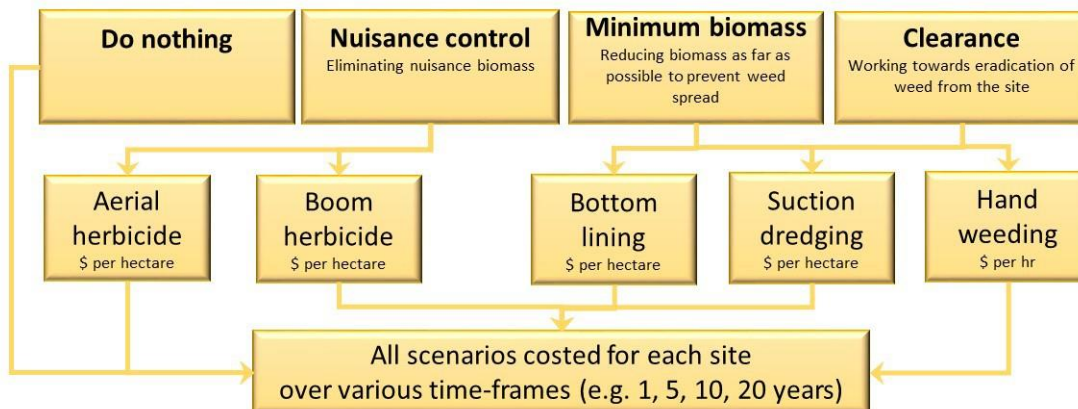 Do nothing
Nuisance control
Eliminating nuisance biomass
Minimum biomass
Reducing biomass as far as
possible to prevent weed
spread
Clearance
Working towards eradication of
weed from the site
Aerial
herbicide
$ per hectare
Boom
herbicide
$ per hectare
Bottom
lining
$ per hectare
Suction
dredging
$ per hectare
Hand
weeding
$ per hr
All scenarios costed for each site
over various time-frames (e.g. 1, 5, 10, 20 years)